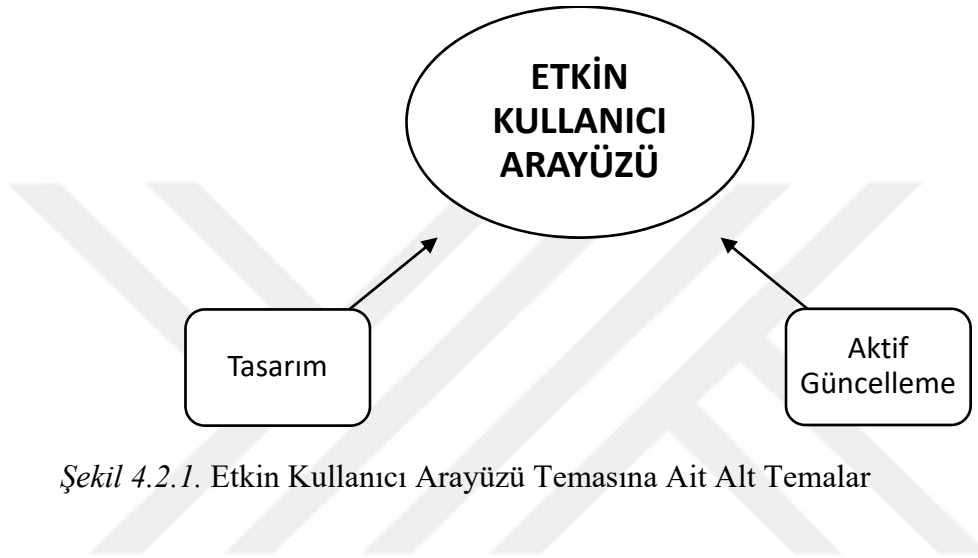 ETKİN
KULLANICI
ARAYÜZÜ
Tasarım
Aktif
Güncelleme
Şekil 4.2.1. Etkin Kullanıcı Arayüzü Temasına Ait Alt Temalar